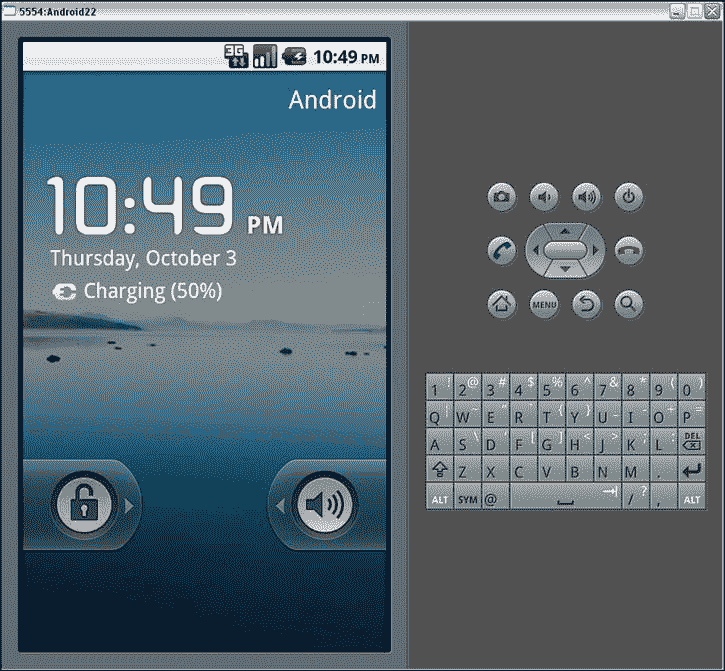 5554:Android22
3G 10:49 PM
Android
10:49 PM
Thursday, October 3
Charging (50%)
MENU
1 ! 2 @ 3 # 4 $ 5 % 6 ^ 7 & 8 * 9 ( 0 )
Q W E " R T { Y } U _ I - O + P =
A S \ D ' F [ G ] H < J > K ; L : DEL
Z X C V B N M .
ALT SYM @ / ? , ALT